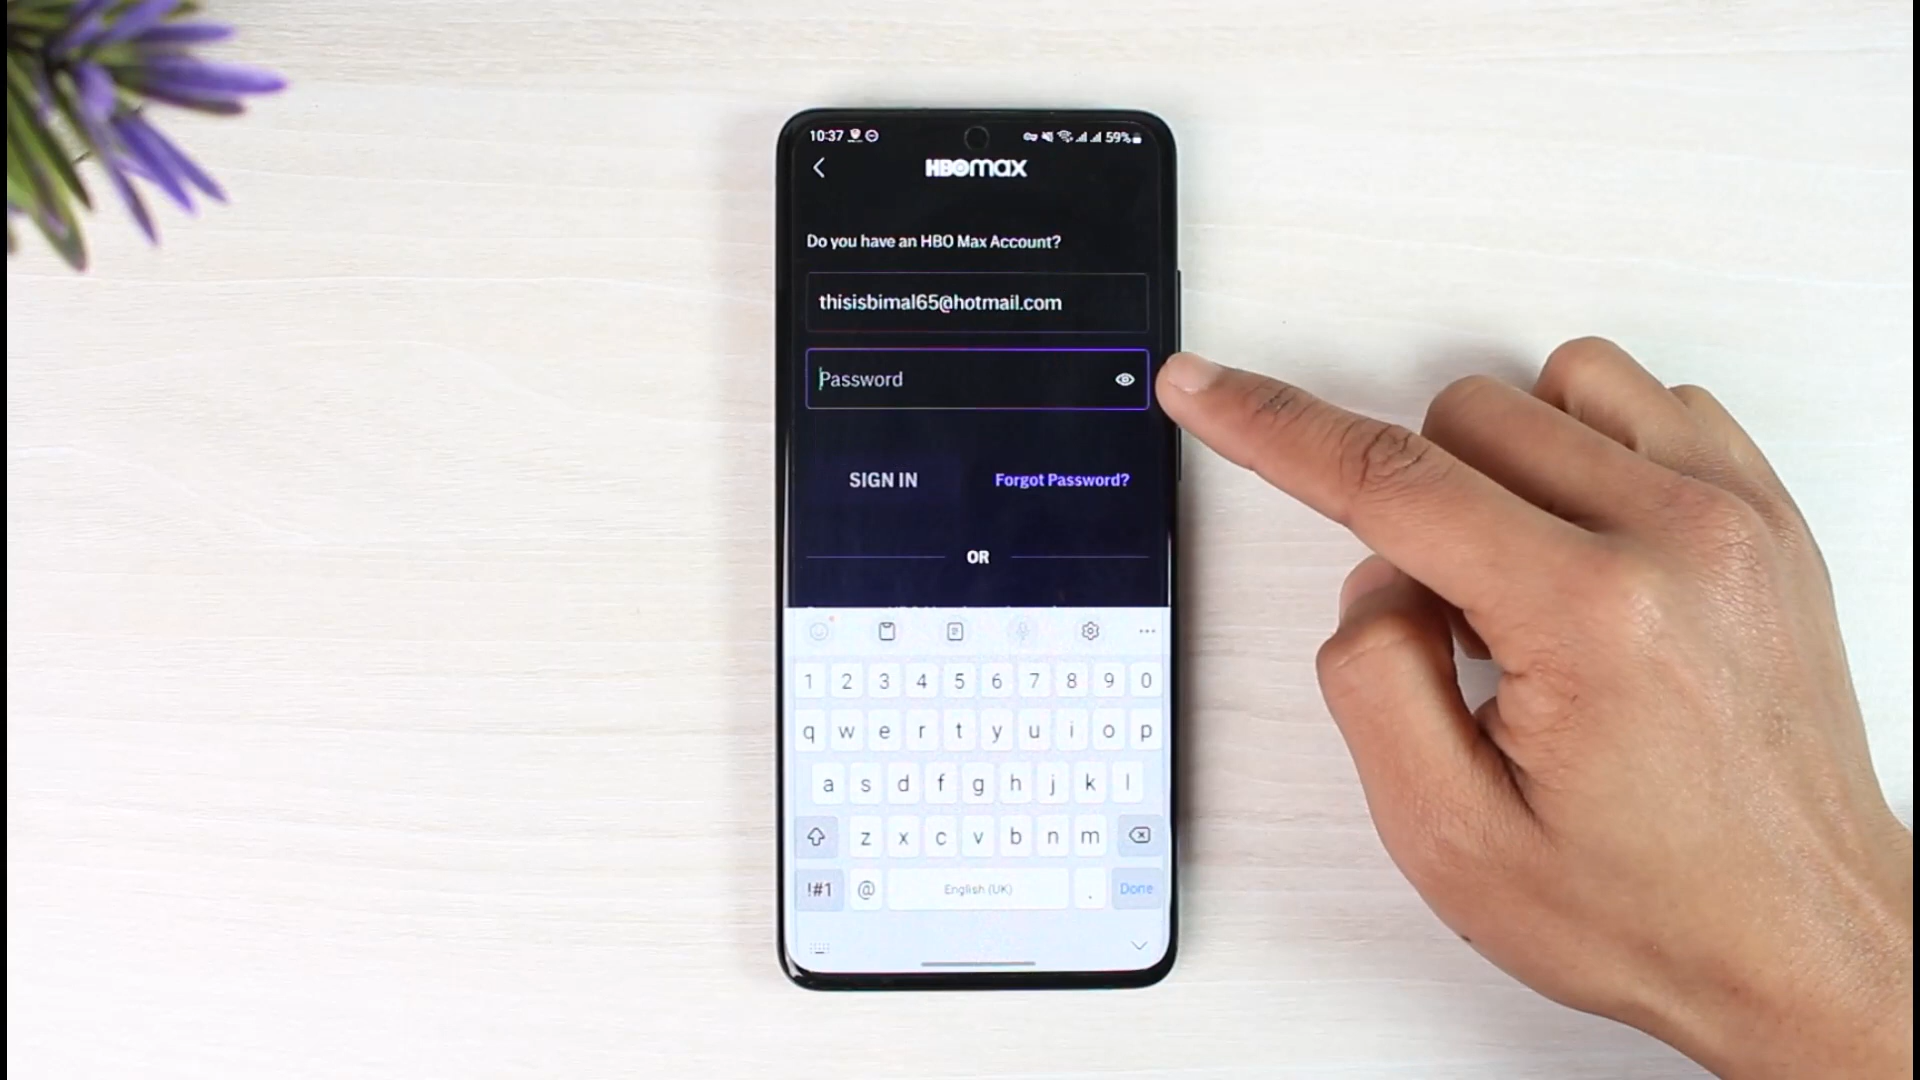 10:37 59%
HBOmax
Do you have an HBO Max Account?
thisisbimal65@hotmail.com
Password
SIGN IN Forgot Password?
OR
1 2 3 4 5 6 7 8 9 0
q w e r t y u i o p
a s d f g h j k l
z x c v b n m
!#1 @ English (UK) . Done